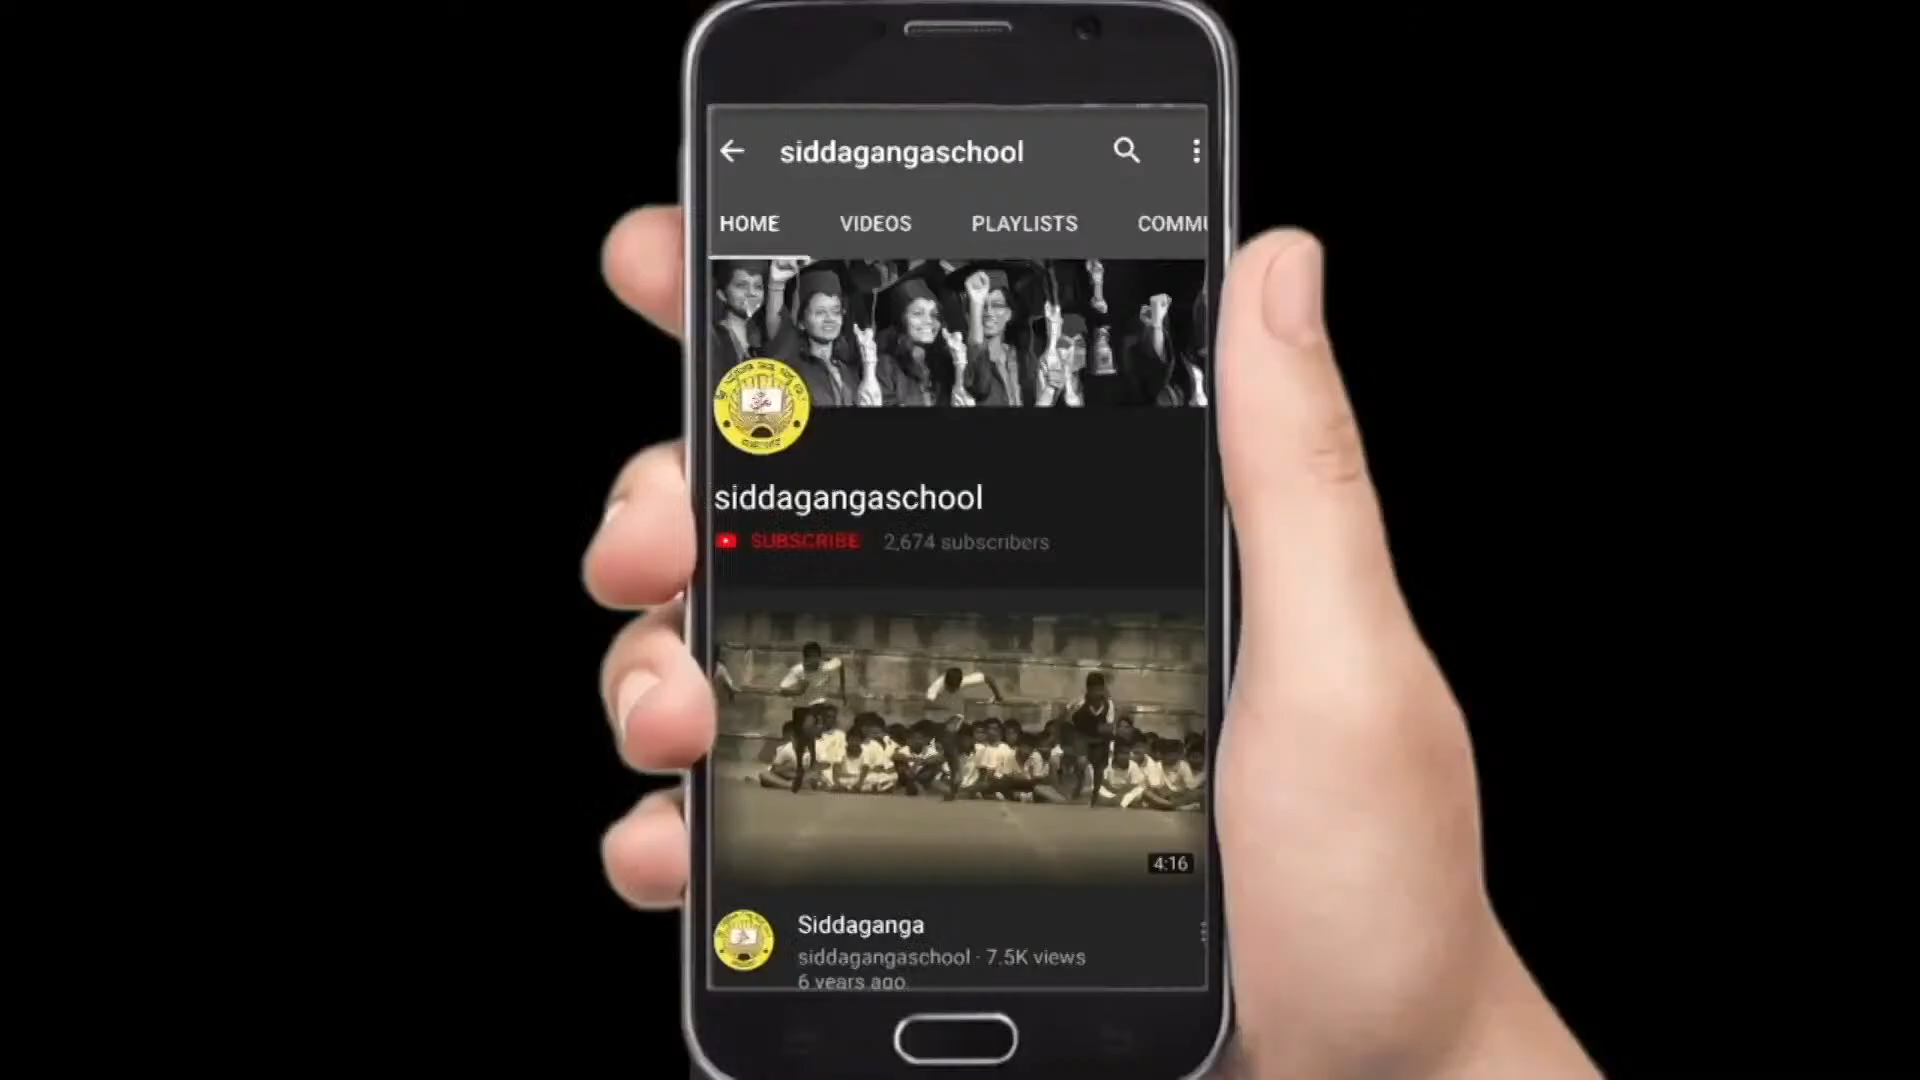 siddagangaschool
HOME VIDEOS PLAYLISTS COMMU
siddagangaschool
SUBSCRIBE 2,674 subscribers
4:16
Siddaganga
siddagangaschool · 7.5K views
6 years ago